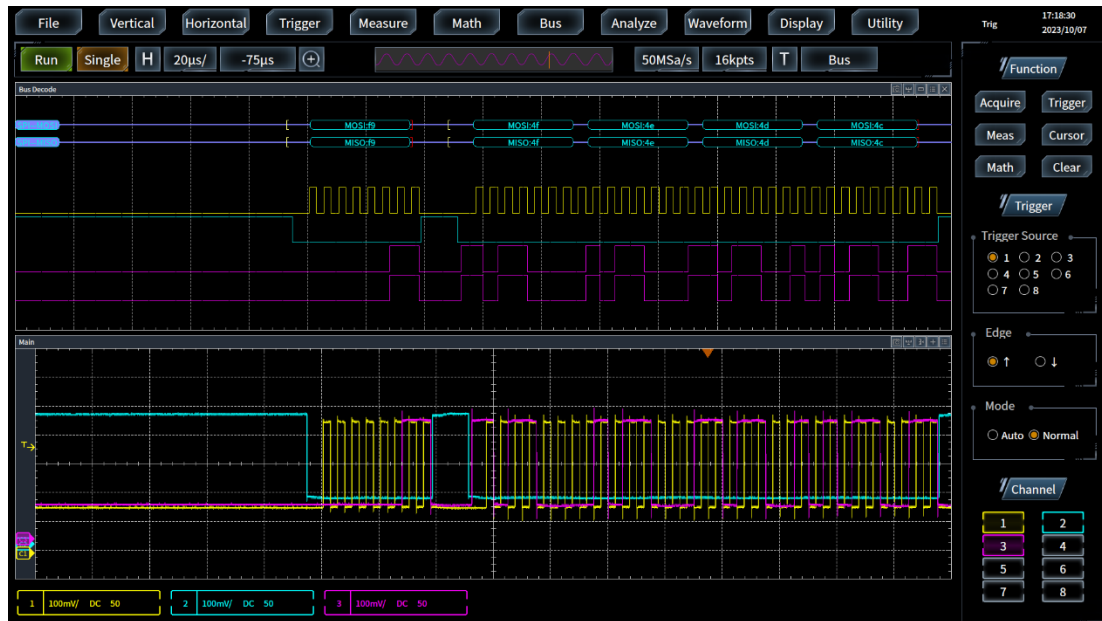 File Vertical Horizontal Trigger Measure Math Bus Analyze Waveform Display Utility Trig 17:18:30
2023/10/07
Run Single H 20μs/ -75μs 50MSa/s 16kpts T Bus
Function
Acquire Trigger
Meas Cursor
Math Clear
Trigger
Trigger Source
1 2 3
4 5 6
7 8
Edge
↑ ↓
Mode
Auto Normal
Channel
1 2
3 4
5 6
7 8
Bus Decode
MOSI:f9 MOSI:4f MOSI:4e MOSI:4d MOSI:4c
MISO:f9 MISO:4f MISO:4e MISO:4d MISO:4c
Main
T
C1
1 100mV/ DC 50 2 100mV/ DC 50 3 100mV/ DC 50